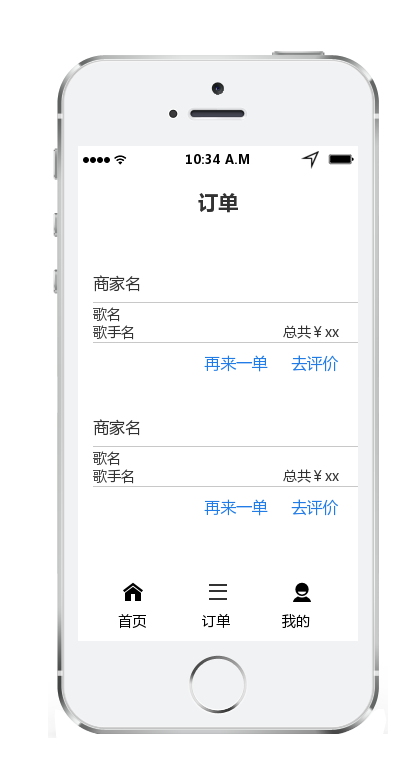 10:34 A.M
订单
商家名
歌名
歌手名 总共￥xx
再来一单 去评价
商家名
歌名
歌手名 总共￥xx
再来一单 去评价
首页 订单 我的